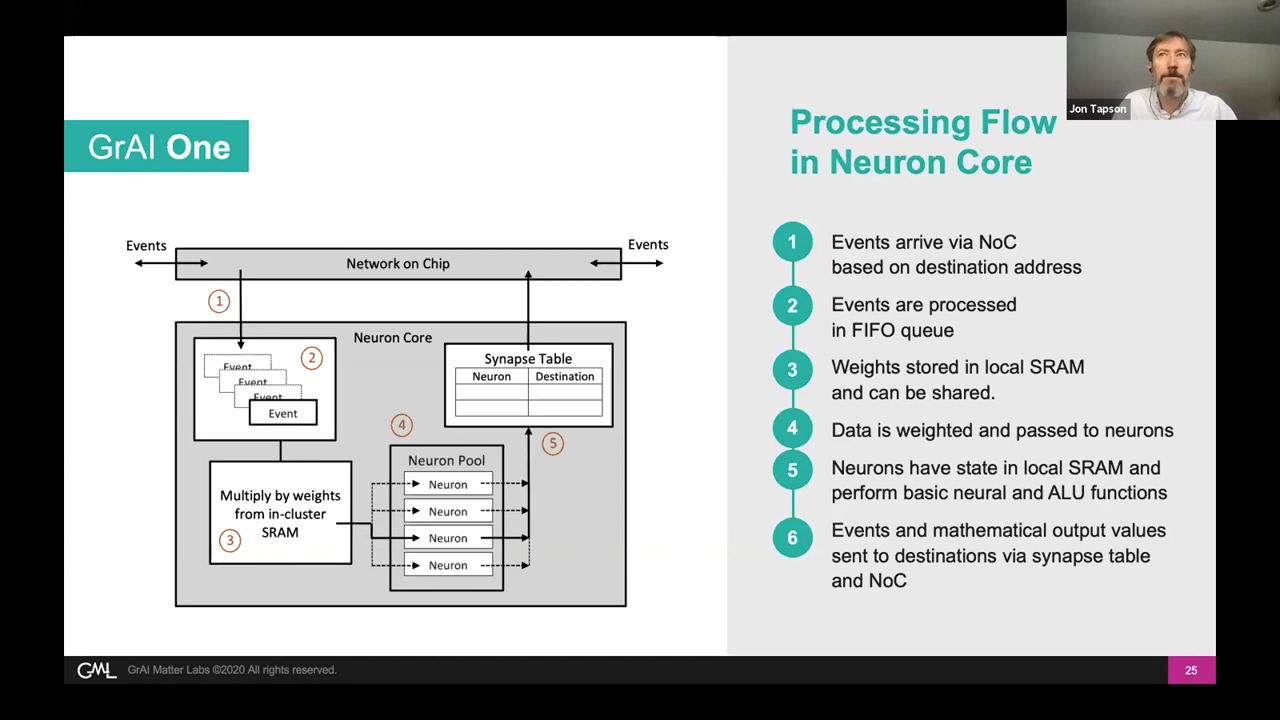 Jon Tapson
GrAI One
Processing Flow
in Neuron Core
Events
Events
Network on Chip
1
Neuron Core
2
Event
Event
Event
Event
Synapse Table
Neuron Destination
4
5
Multiply by weights
from in-cluster
SRAM
3
Neuron Pool
Neuron
Neuron
Neuron
Neuron
1 Events arrive via NoC
based on destination address
2 Events are processed
in FIFO queue
3 Weights stored in local SRAM
and can be shared.
4 Data is weighted and passed to neurons
5 Neurons have state in local SRAM and
perform basic neural and ALU functions
6 Events and mathematical output values
sent to destinations via synapse table
and NoC
GML GrAI Matter Labs ©2020 All rights reserved.
25